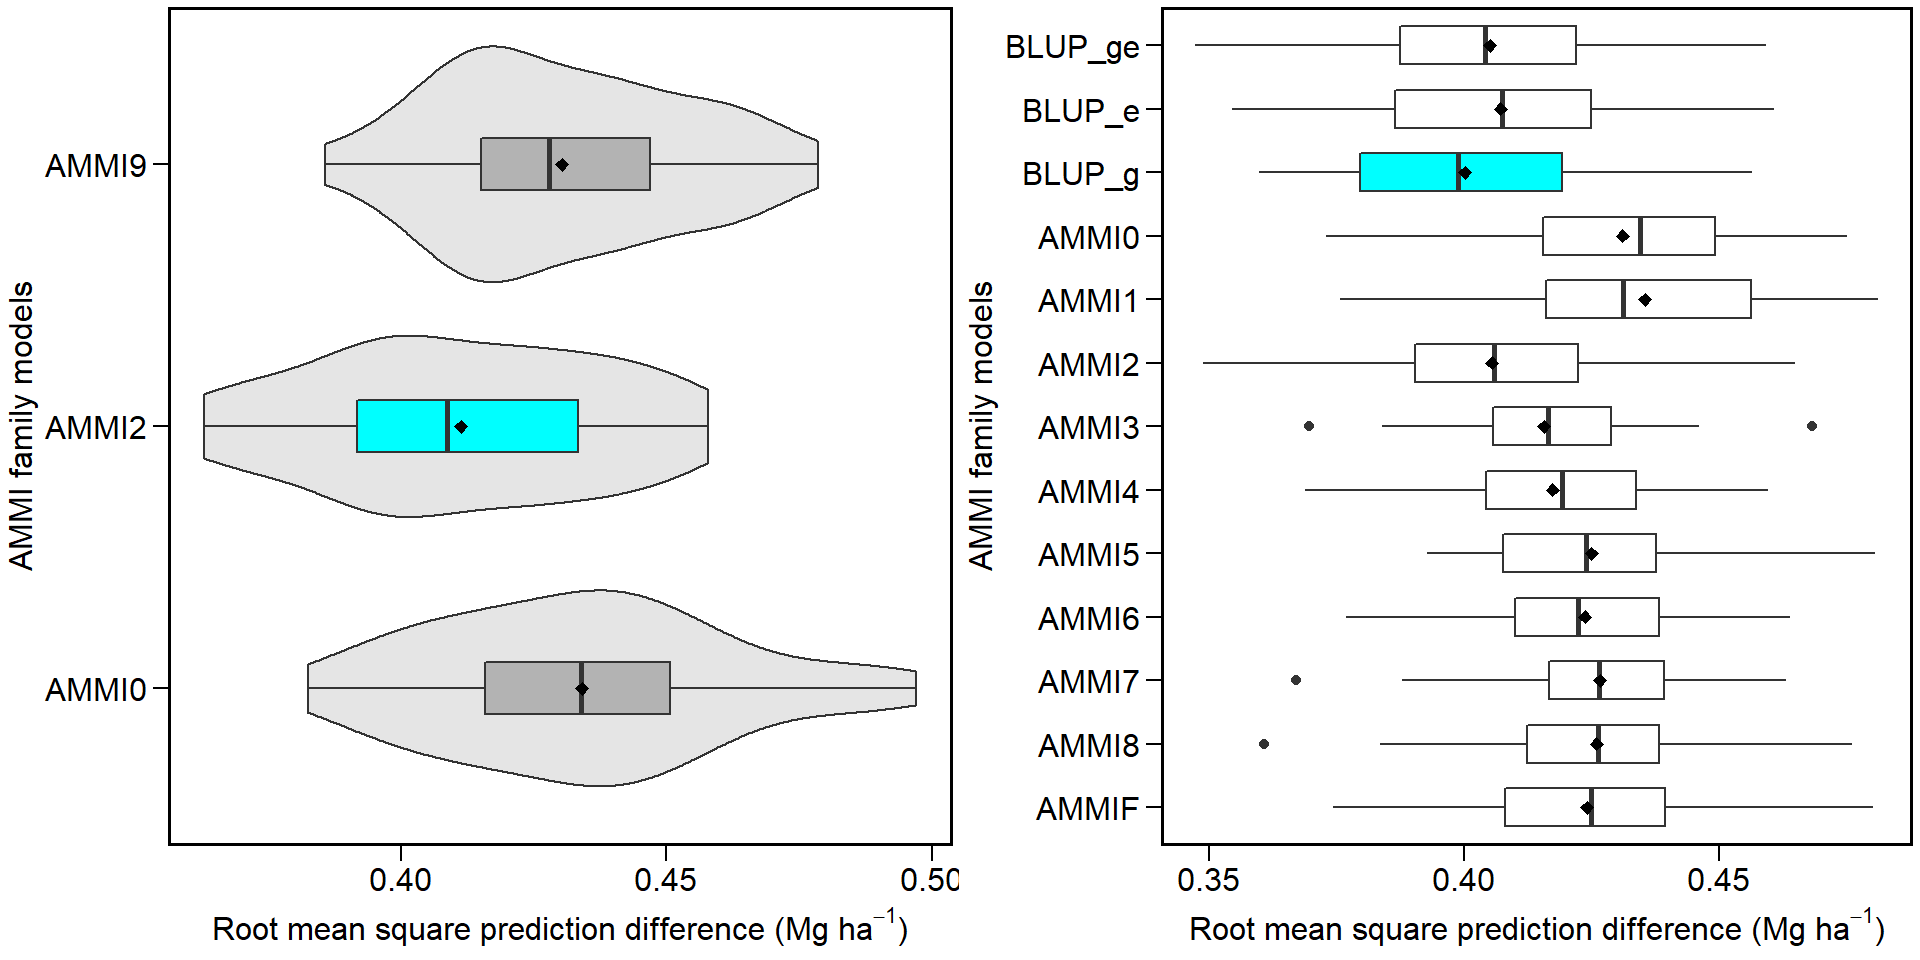 AMMI family models
AMMI9
AMMI2
AMMI0
0.40
0.45
0.50
Root mean square prediction difference (Mg ha⁻¹)
AMMI family models
BLUP_ge
BLUP_e
BLUP_g
AMMI0
AMMI1
AMMI2
AMMI3
AMMI4
AMMI5
AMMI6
AMMI7
AMMI8
AMMIF
0.35
0.40
0.45
Root mean square prediction difference (Mg ha⁻¹)